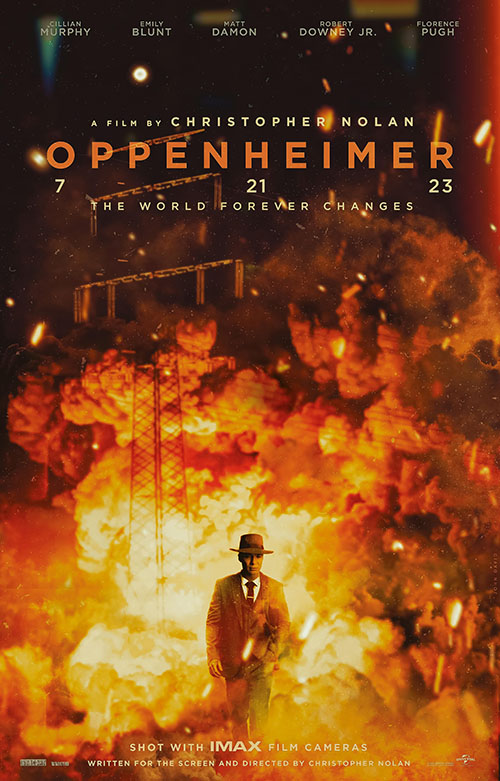 CILLIAN EMILY MATT ROBERT FLORENCE
MURPHY BLUNT DAMON DOWNEY JR. PUGH
A FILM BY CHRISTOPHER NOLAN
OPPENHEIMER
7 21 23
THE WORLD FOREVER CHANGES
SHOT WITH IMAX FILM CAMERAS
WRITTEN FOR THE SCREEN AND DIRECTED BY CHRISTOPHER NOLAN